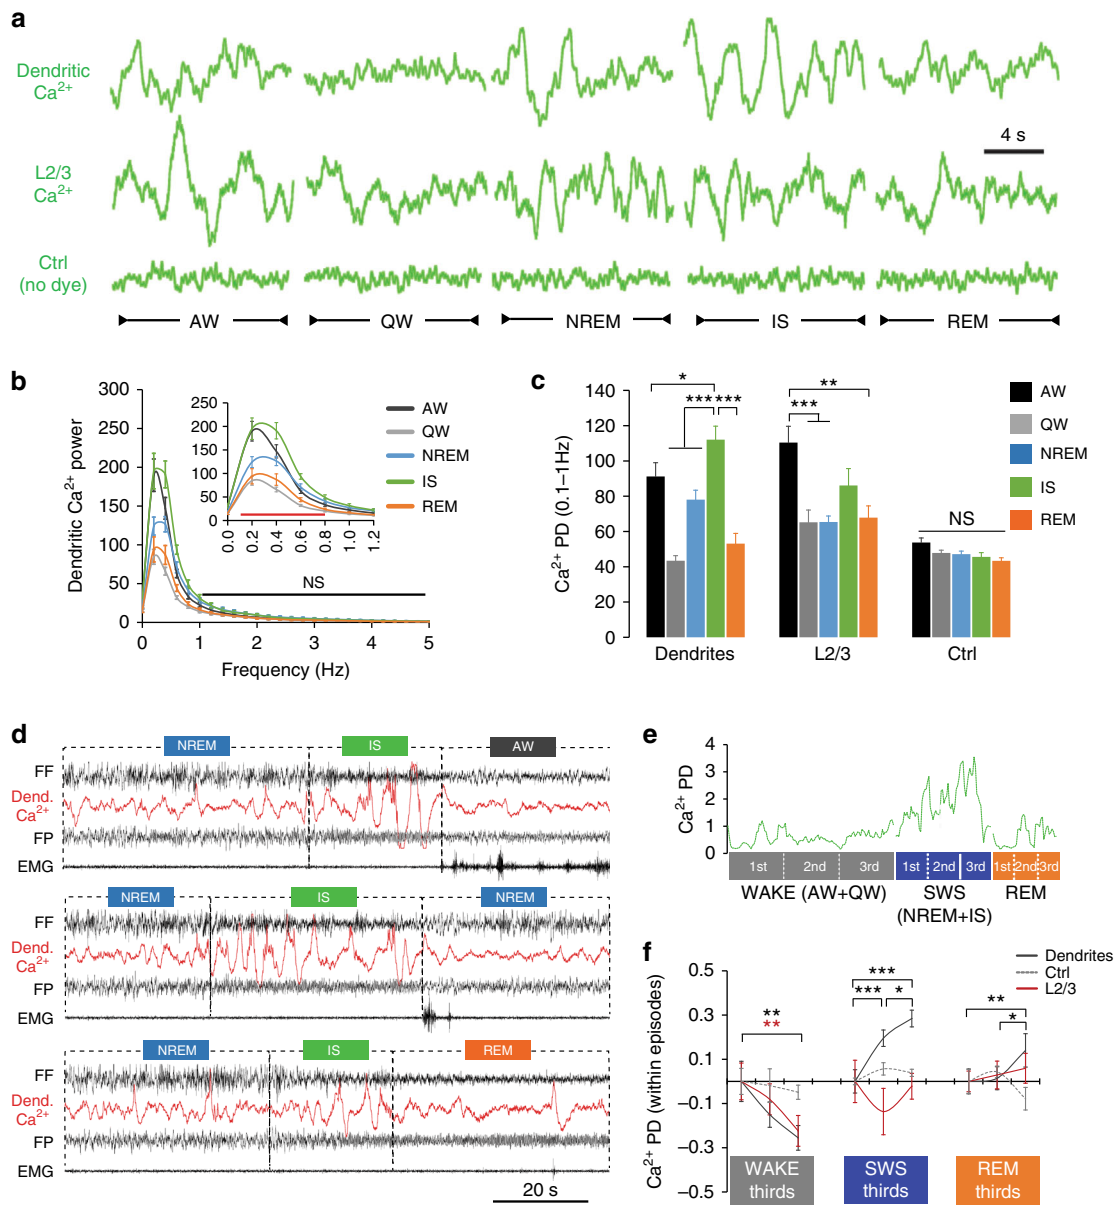 a
Dendritic
Ca2+
4 s
L2/3
Ca2+
Ctrl
(no dye)
AW QW NREM IS REM
b
Dendritic Ca2+ power
300
250
200
150
100
50
0
0 1 2 3 4 5
Frequency (Hz)
NS
250
200
150
100
50
0
0.0 0.2 0.4 0.6 0.8 1.0 1.2
AW
QW
NREM
IS
REM
c
Ca2+ PD (0.1–1Hz)
140
120
100
80
60
40
20
0
* *** *** ** ***
NS
Dendrites L2/3 Ctrl
AW
QW
NREM
IS
REM
d
NREM IS AW
FF
Dend.
Ca2+
FP
EMG
NREM IS NREM
FF
Dend.
Ca2+
FP
EMG
NREM IS REM
FF
Dend.
Ca2+
FP
EMG
20 s
e
Ca2+ PD
4
3
2
1
0
1st 2nd 3rd 1st 2nd 3rd 1st 2nd 3rd
WAKE (AW+QW) SWS REM
(NREM+IS)
f
Dendrites
Ctrl
L2/3
Ca2+ PD (within episodes)
0.5
0.3
0.1
−0.1
−0.3
−0.5
**
**
***
*** *
**
*
WAKE SWS REM
thirds thirds thirds